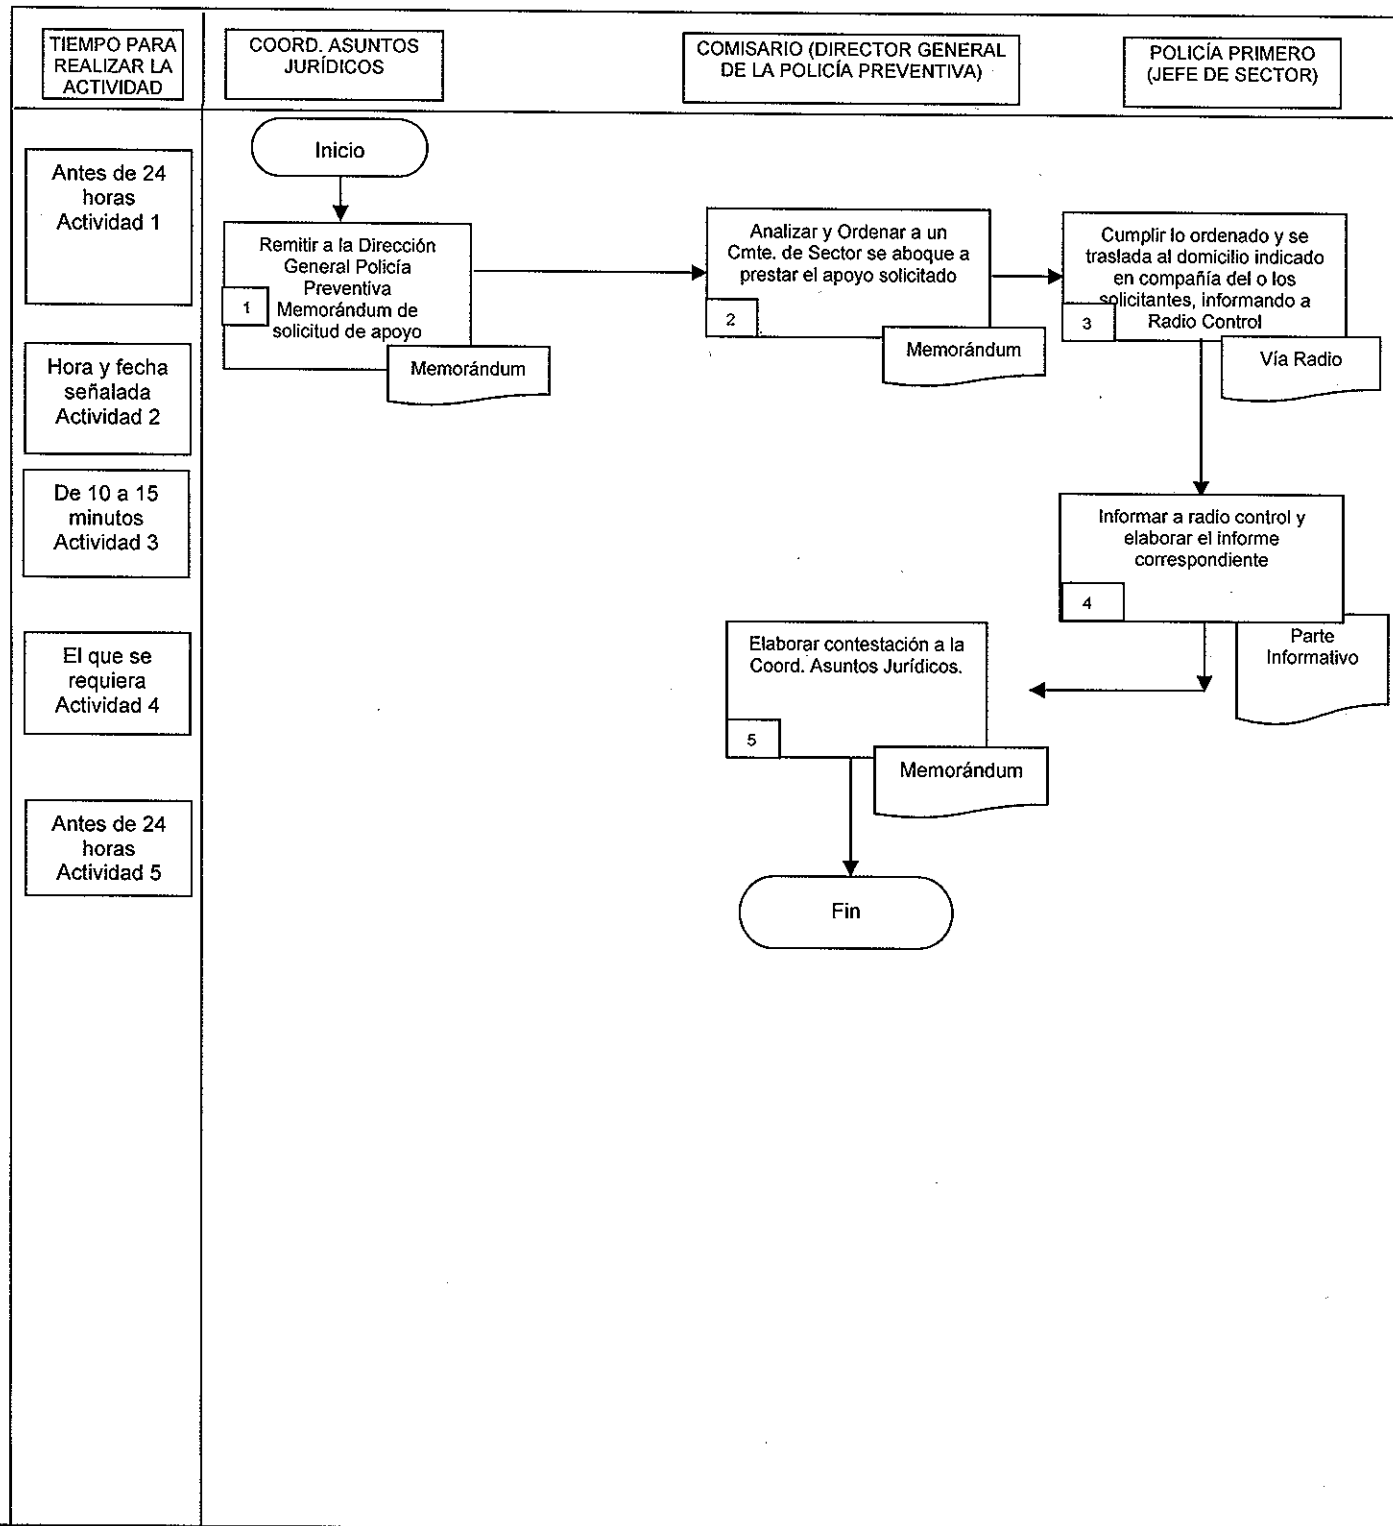 TIEMPO PARA
REALIZAR LA
ACTIVIDAD
COORD. ASUNTOS
JURÍDICOS
COMISARIO (DIRECTOR GENERAL
DE LA POLICÍA PREVENTIVA)
POLICÍA PRIMERO
(JEFE DE SECTOR)
Antes de 24
horas
Actividad 1
Hora y fecha
señalada
Actividad 2
De 10 a 15
minutos
Actividad 3
El que se
requiera
Actividad 4
Antes de 24
horas
Actividad 5
Inicio
Remitir a la Dirección
General Policía
Preventiva
Memorándum de
solicitud de apoyo
1
Memorándum
Analizar y Ordenar a un
Cmte. de Sector se aboque a
prestar el apoyo solicitado
2
Memorándum
Cumplir lo ordenado y se
traslada al domicilio indicado
en compañía del o los
solicitantes, informando a
Radio Control
3
Vía Radio
Informar a radio control y
elaborar el informe
correspondiente
4
Parte
Informativo
Elaborar contestación a la
Coord. Asuntos Jurídicos.
5
Memorándum
Fin